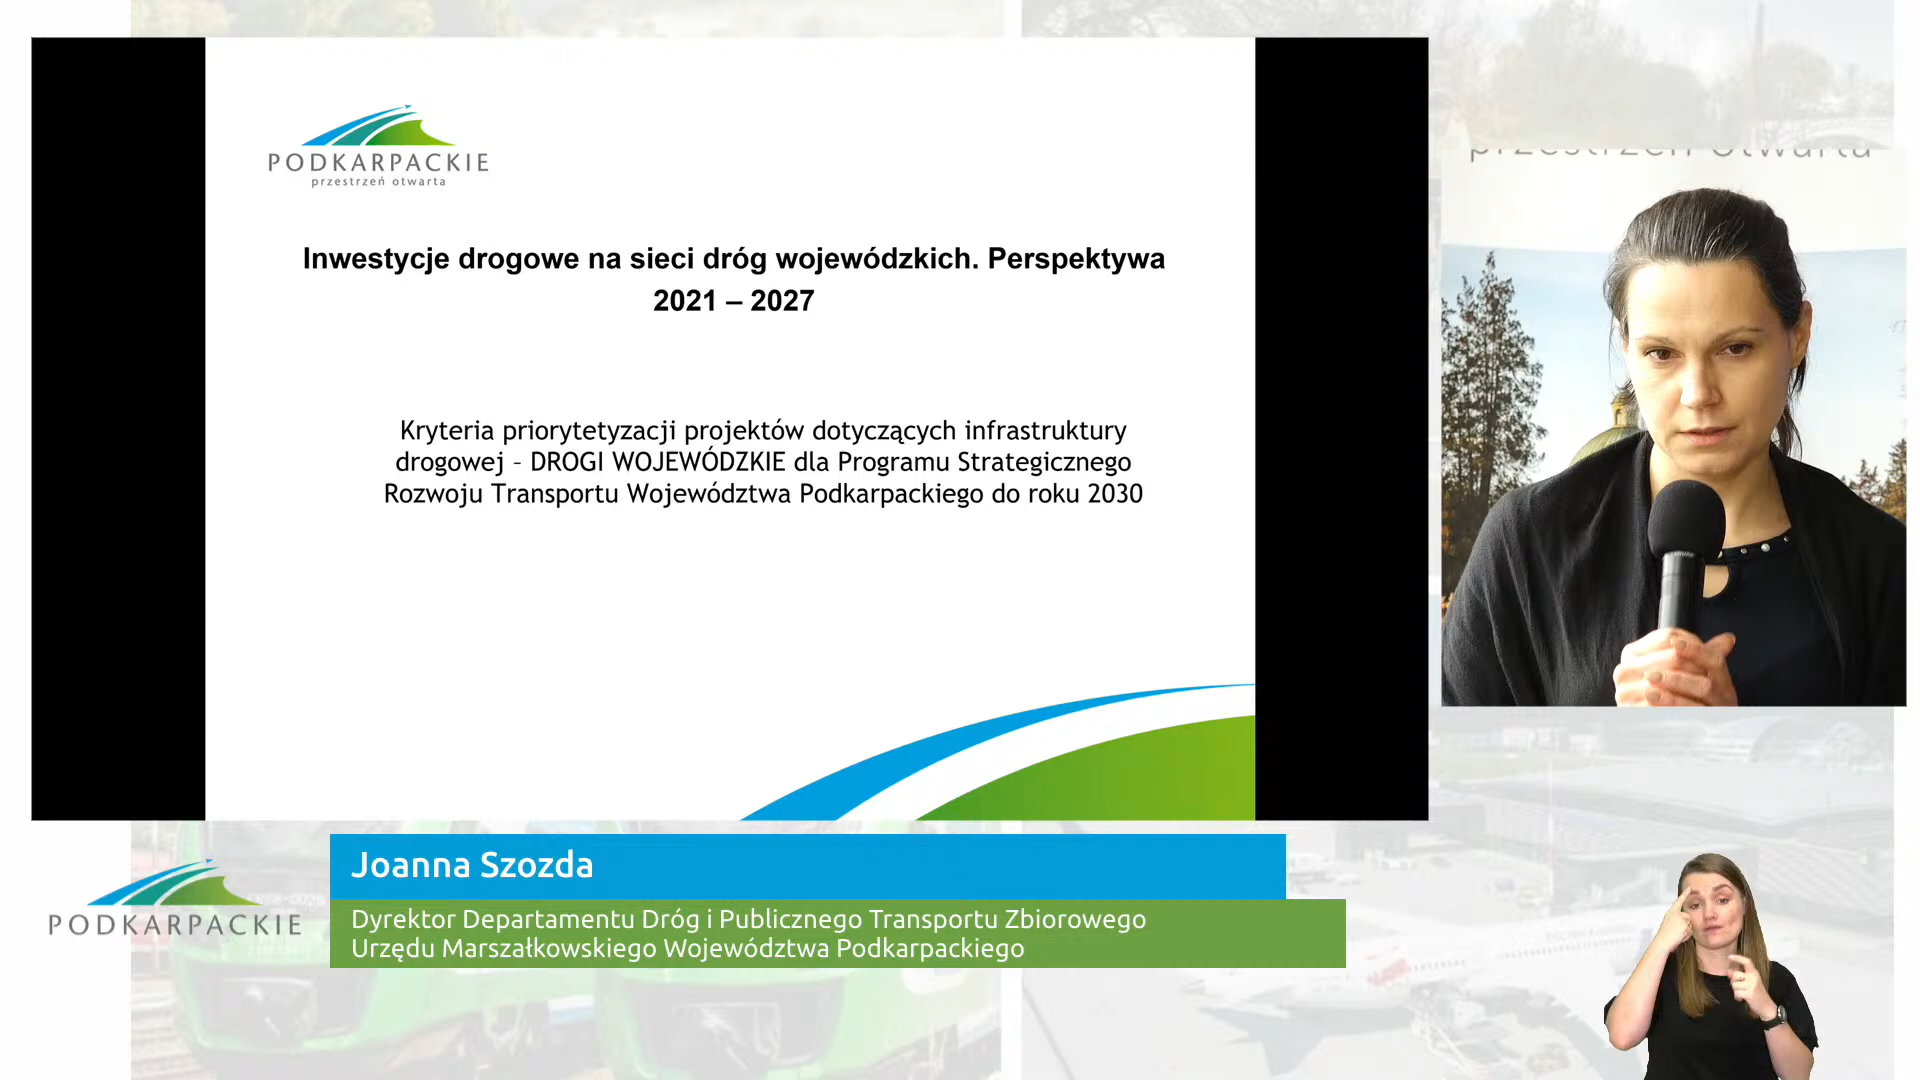 PODKARPACKIE
przestrzeń otwarta
Inwestycje drogowe na sieci dróg wojewódzkich. Perspektywa
2021 – 2027
Kryteria priorytetyzacji projektów dotyczących infrastruktury
drogowej – DROGI WOJEWÓDZKIE dla Programu Strategicznego
Rozwoju Transportu Województwa Podkarpackiego do roku 2030
przestrzeń otwarta
PODKARPACKIE
Joanna Szozda
Dyrektor Departamentu Dróg i Publicznego Transportu Zbiorowego
Urzędu Marszałkowskiego Województwa Podkarpackiego